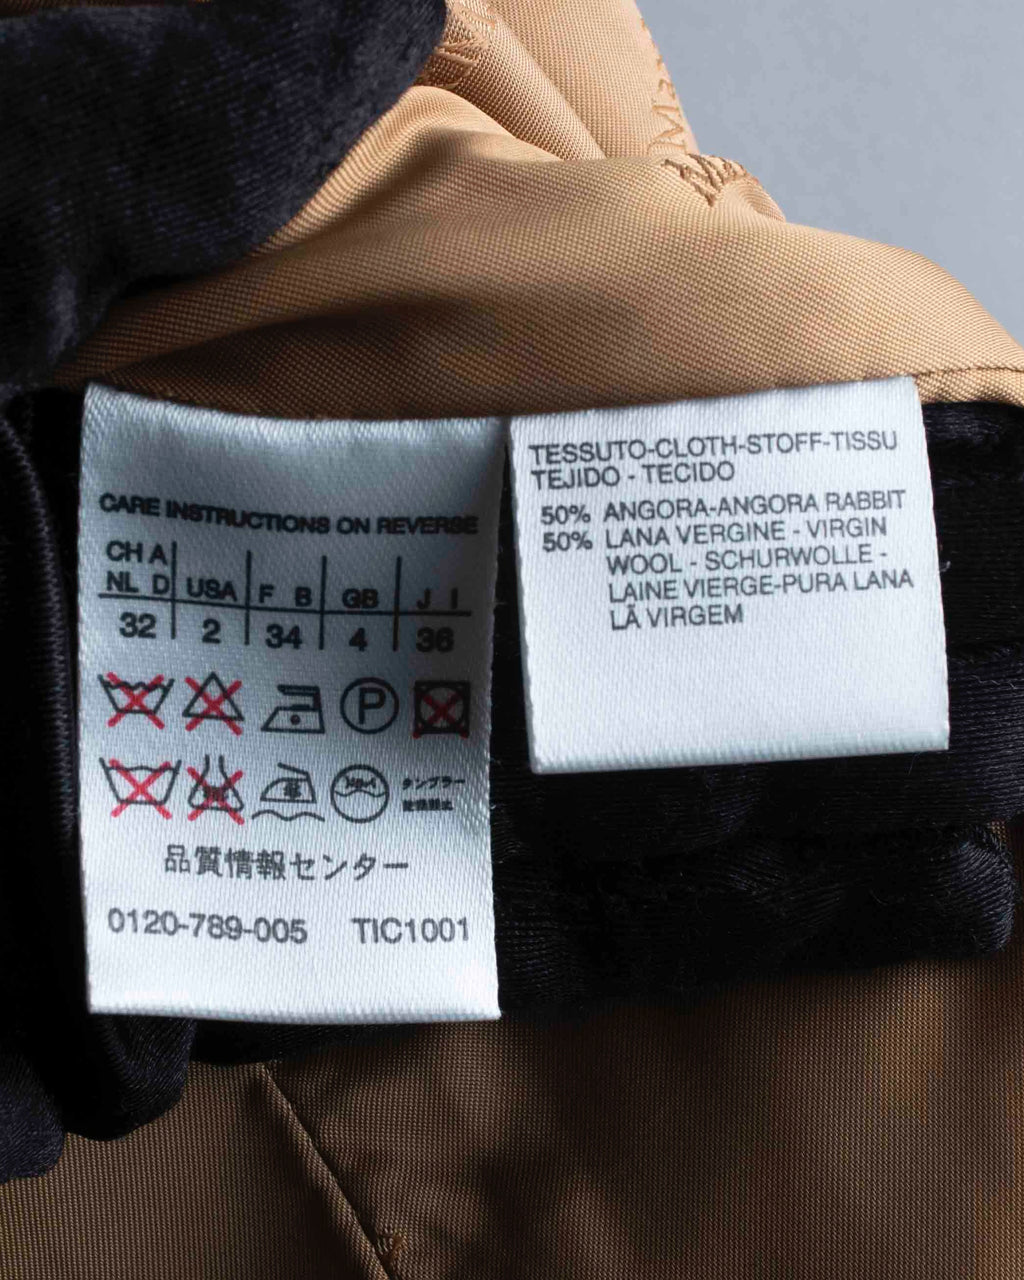 CARE INSTRUCTIONS ON REVERSE
CH A
NL D USA F B GB J I
32 2 34 4 36
P
タンブラー
品質情報センター
0120-789-005 TIC1001
TESSUTO-CLOTH-STOFF-TISSU
TEJIDO - TECIDO
50% ANGORA-ANGORA RABBIT
50% LANA VERGINE - VIRGIN
WOOL - SCHURWOLLE -
LAINE VIERGE-PURA LANA
LÃ VIRGEM